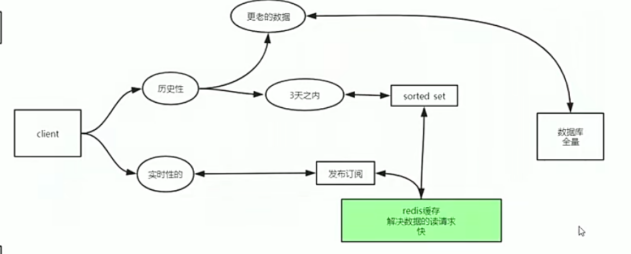 更老的数据
历史性
3天之内
sorted set
client
数据库
全量
实时性的
发布订阅
redis缓存
解决数据的读请求
快